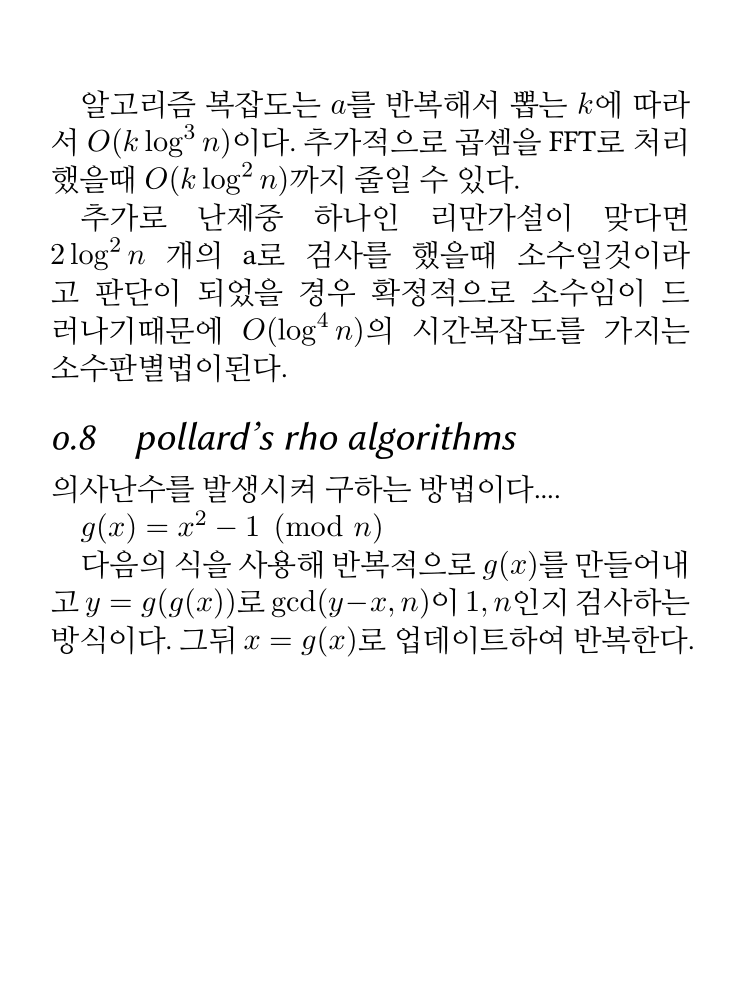 알고리즘 복잡도는 a를 반복해서 뽑는 k에 따라
서 O(k log³ n)이다. 추가적으로 곱셈을 FFT로 처리
했을때 O(k log² n)까지 줄일 수 있다.
추가로 난제중 하나인 리만가설이 맞다면
2 log² n 개의 a로 검사를 했을때 소수일것이라
고 판단이 되었을 경우 확정적으로 소수임이 드
러나기때문에 O(log⁴ n)의 시간복잡도를 가지는
소수판별법이된다.
0.8 pollard's rho algorithms
의사난수를 발생시켜 구하는 방법이다....
g(x) = x² − 1 (mod n)
다음의 식을 사용해 반복적으로 g(x)를 만들어내
고 y = g(g(x))로 gcd(y−x, n)이 1, n인지 검사하는
방식이다. 그뒤 x = g(x)로 업데이트하여 반복한다.